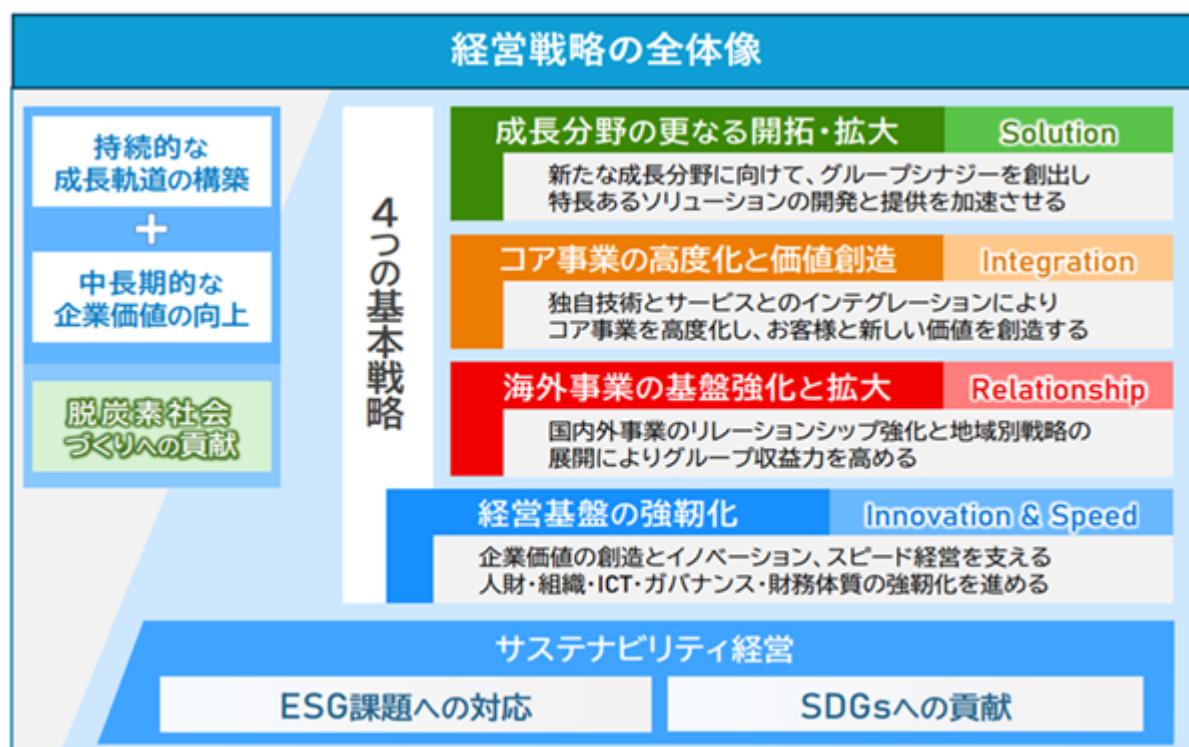 経営戦略の全体像
持続的な
成長軌道の構築
+
中長期的な
企業価値の向上
脱炭素社会
づくりへの貢献
4つの基本戦略
成長分野の更なる開拓・拡大
Solution
新たな成長分野に向けて、グループシナジーを創出し
特長あるソリューションの開発と提供を加速させる
コア事業の高度化と価値創造
Integration
独自技術とサービスとのインテグレーションにより
コア事業を高度化し、お客様と新しい価値を創造する
海外事業の基盤強化と拡大
Relationship
国内外事業のリレーションシップ強化と地域別戦略の
展開によりグループ収益力を高める
経営基盤の強靭化
Innovation & Speed
企業価値の創造とイノベーション、スピード経営を支える
人財・組織・ICT・ガバナンス・財務体質の強靭化を進める
サステナビリティ経営
ESG課題への対応
SDGsへの貢献